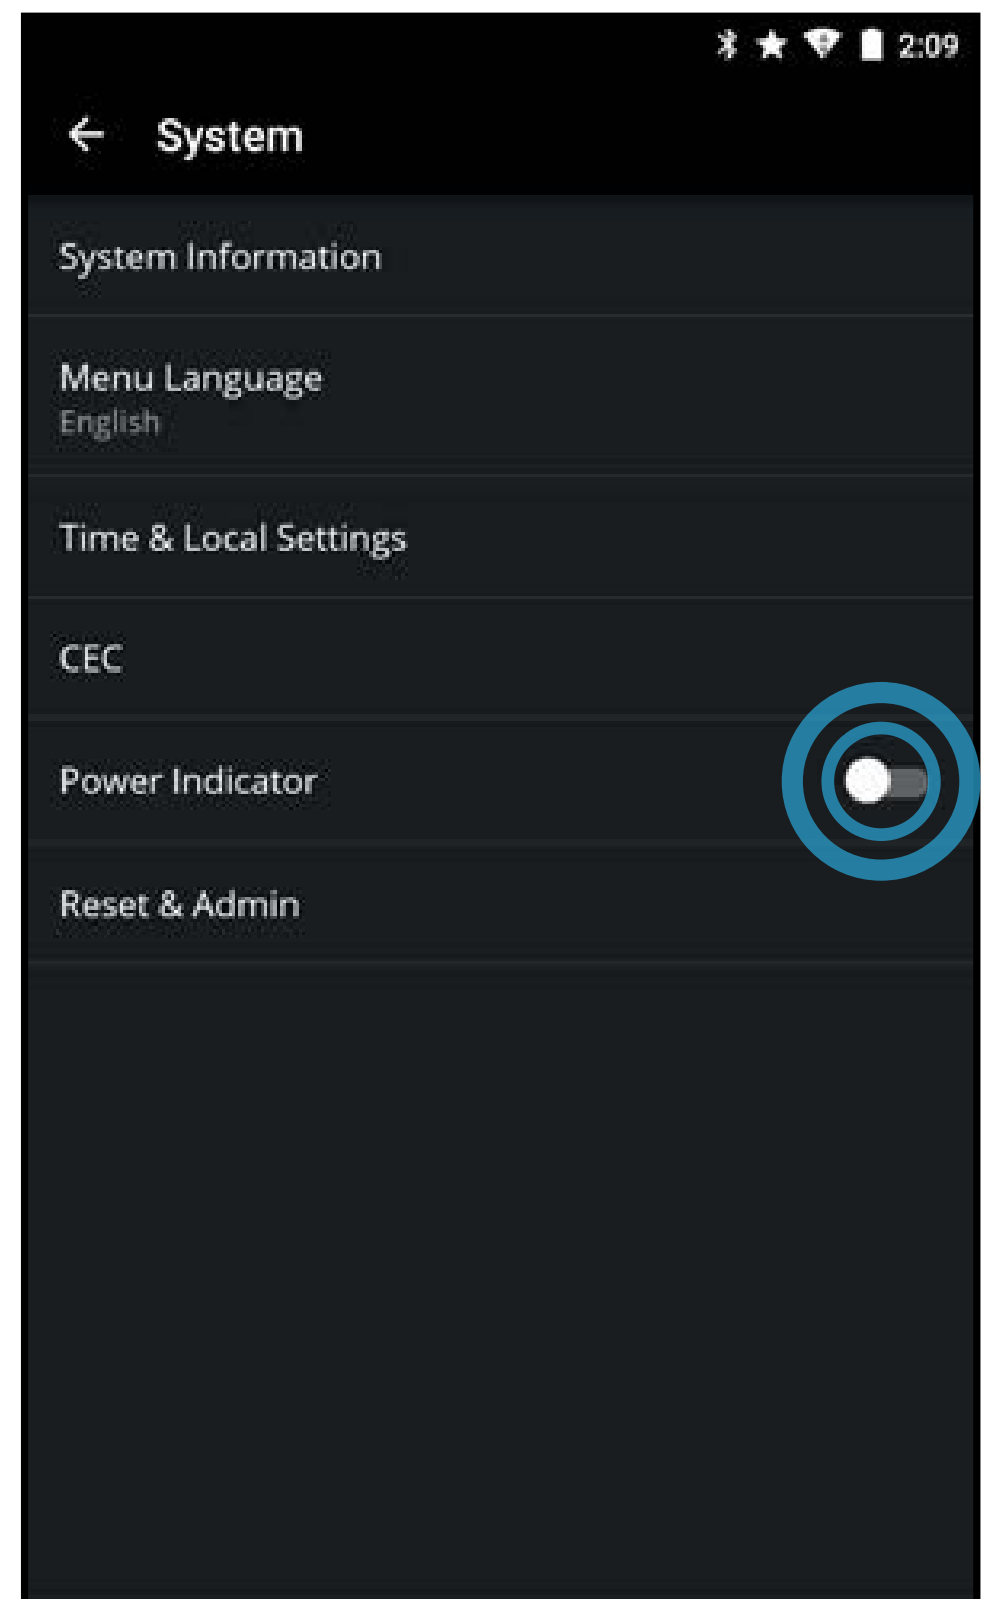 2:09
System
System Information
Menu Language
English
Time & Local Settings
CEC
Power Indicator
Reset & Admin